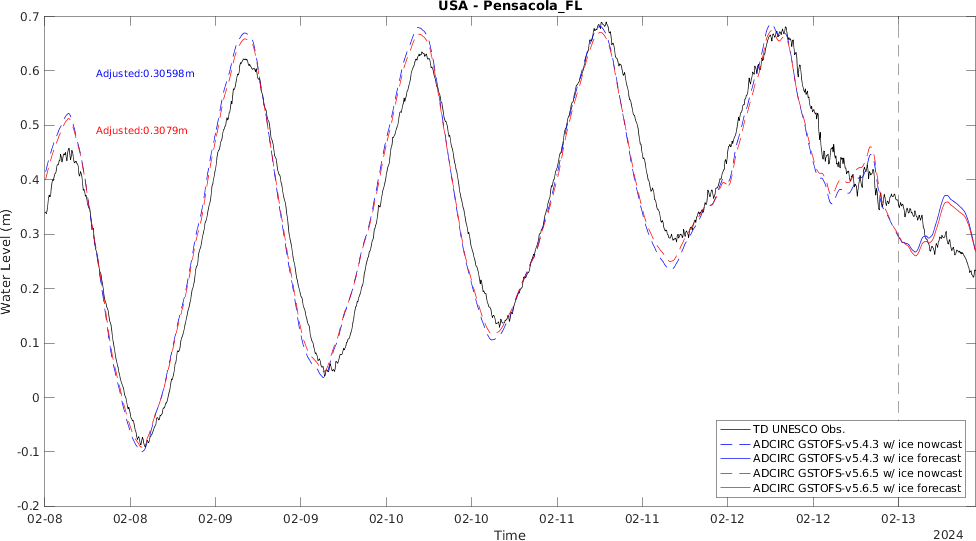 USA - Pensacola_FL
0.7
0.6
0.5
0.4
0.3
0.2
0.1
0
-0.1
-0.2
Water Level (m)
Adjusted:0.30598m
Adjusted:0.3079m
TD UNESCO Obs.
ADCIRC GSTOFS-v5.4.3 w/ ice nowcast
ADCIRC GSTOFS-v5.4.3 w/ ice forecast
ADCIRC GSTOFS-v5.6.5 w/ ice nowcast
ADCIRC GSTOFS-v5.6.5 w/ ice forecast
02-08 02-08 02-09 02-09 02-10 02-10 02-11 02-11 02-12 02-12 02-13
Time
2024